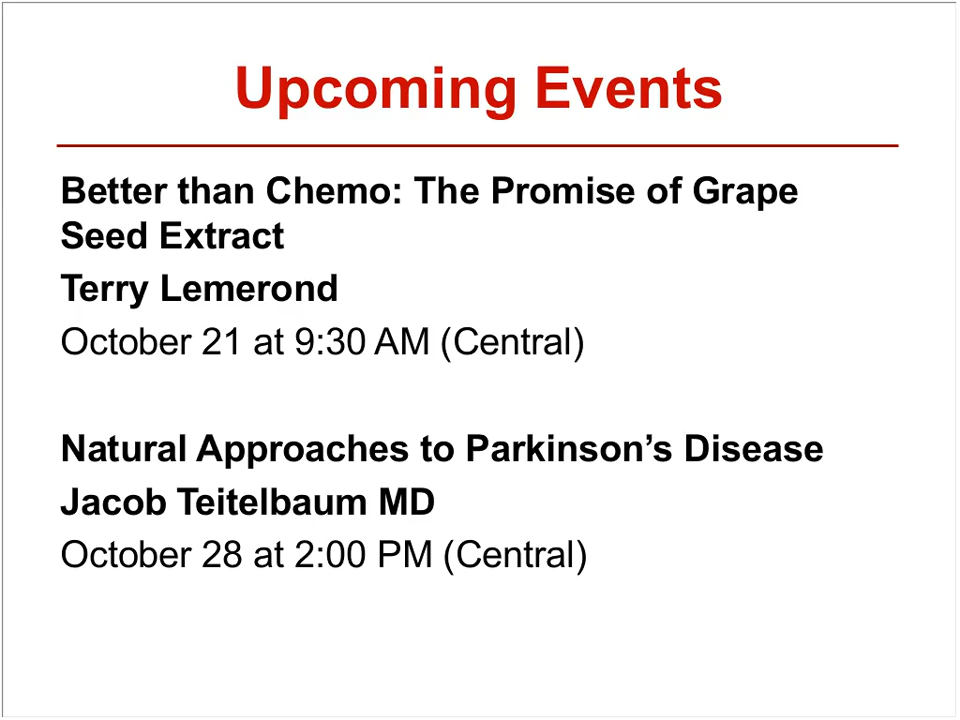 Upcoming Events
Better than Chemo: The Promise of Grape
Seed Extract
Terry Lemerond
October 21 at 9:30 AM (Central)
Natural Approaches to Parkinson’s Disease
Jacob Teitelbaum MD
October 28 at 2:00 PM (Central)